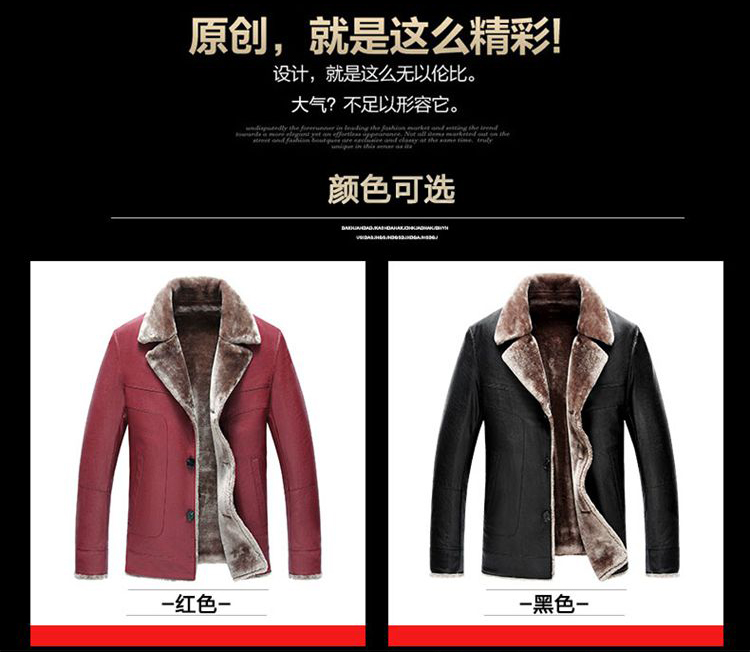 原创，就是这么精彩!
设计，就是这么无以伦比。
大气？不足以形容它。
undisputedly the forerunner in leading the fashion market and setting the trend
towards a more elegant yet an effortless appearance. Not all items marketed out on the
street and fashion boutques are exclusive and classy at the same time. truly
unique in this sense as its
颜色可选
-红色-
-黑色-